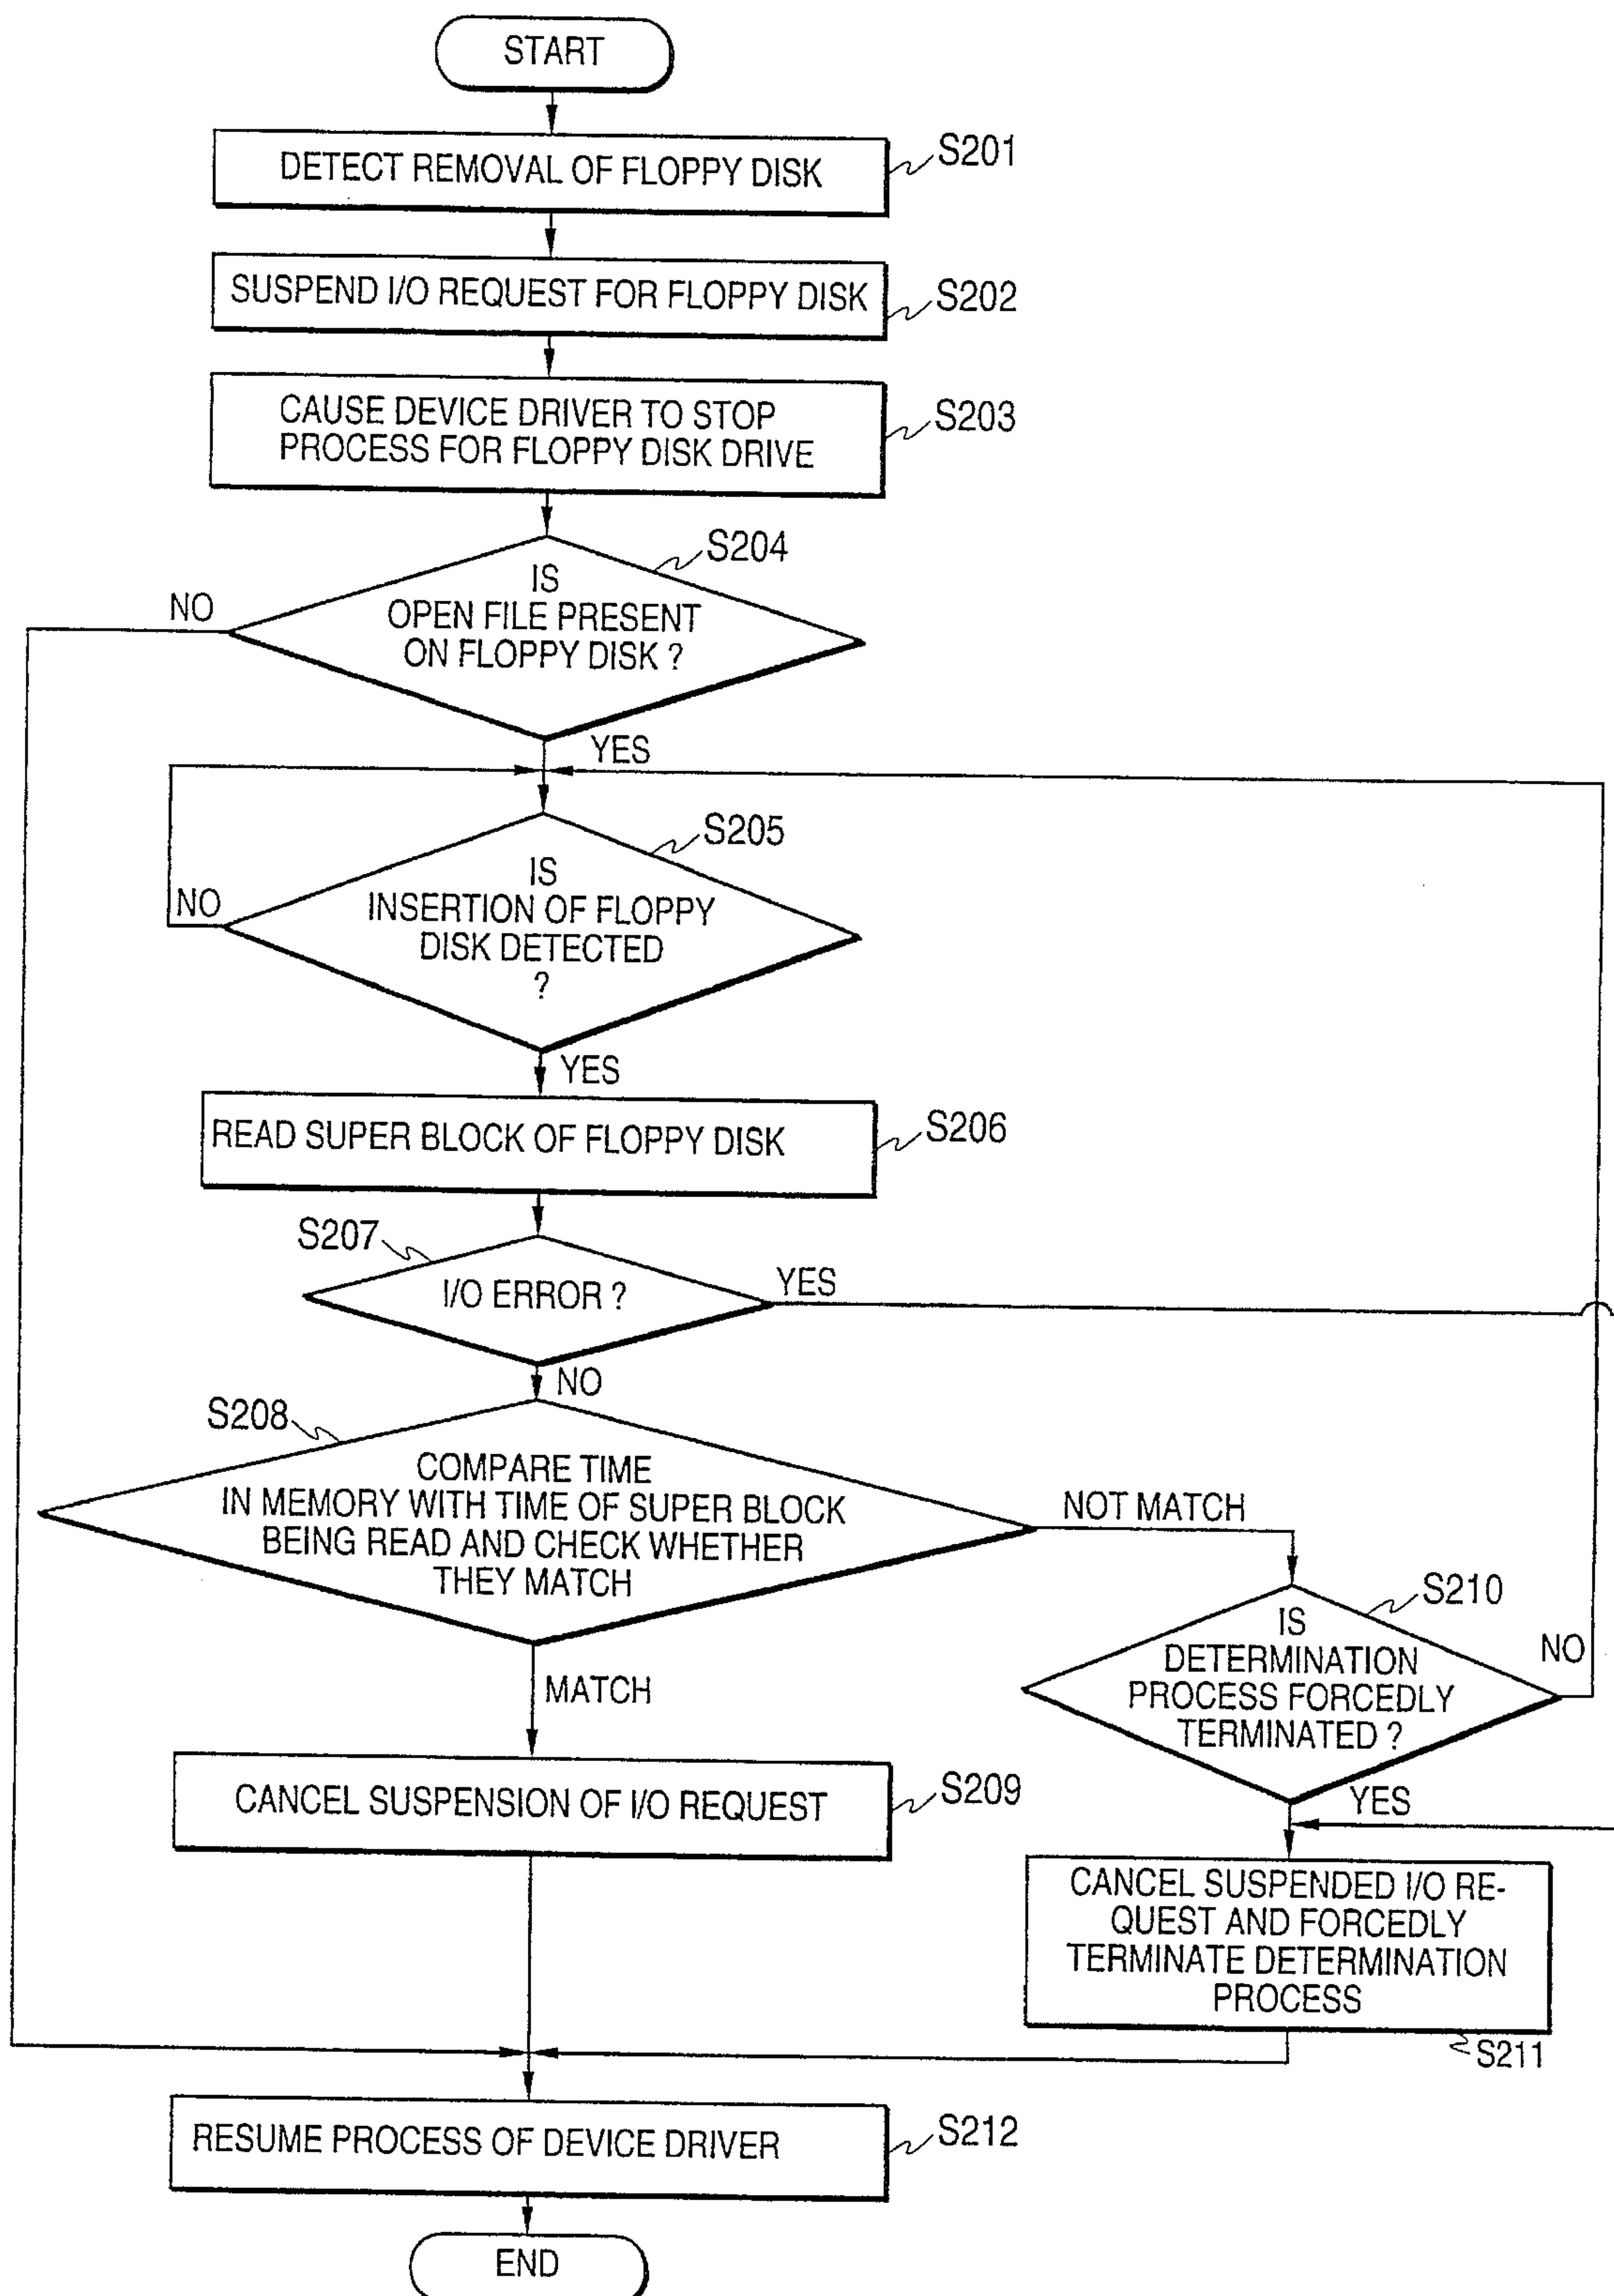 START
DETECT REMOVAL OF FLOPPY DISK
S201
SUSPEND I/O REQUEST FOR FLOPPY DISK
S202
CAUSE DEVICE DRIVER TO STOP
PROCESS FOR FLOPPY DISK DRIVE
S203
S204
IS
OPEN FILE PRESENT
ON FLOPPY DISK ?
NO
YES
S205
IS
INSERTION OF FLOPPY
DISK DETECTED
?
NO
YES
READ SUPER BLOCK OF FLOPPY DISK
S206
S207
I/O ERROR ?
YES
NO
S208
COMPARE TIME
IN MEMORY WITH TIME OF SUPER BLOCK
BEING READ AND CHECK WHETHER
THEY MATCH
NOT MATCH
MATCH
S210
IS
DETERMINATION
PROCESS FORCEDLY
TERMINATED ?
NO
YES
CANCEL SUSPENSION OF I/O REQUEST
S209
CANCEL SUSPENDED I/O RE-
QUEST AND FORCEDLY
TERMINATE DETERMINATION
PROCESS
S211
RESUME PROCESS OF DEVICE DRIVER
S212
END